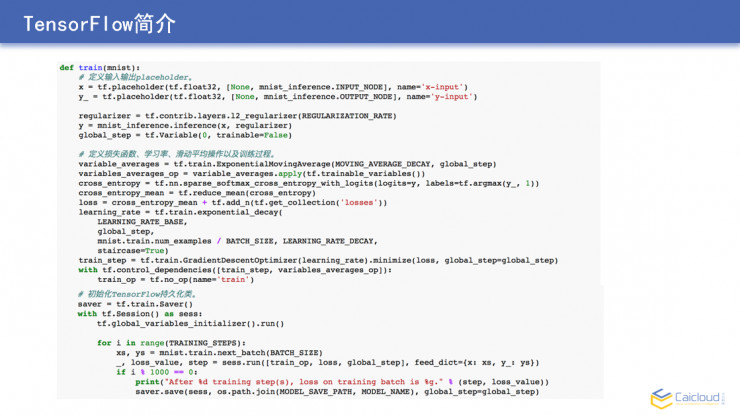 TensorFlow简介
def train(mnist):
    # 定义输入输出placeholder。
    x = tf.placeholder(tf.float32, [None, mnist_inference.INPUT_NODE], name='x-input')
    y_ = tf.placeholder(tf.float32, [None, mnist_inference.OUTPUT_NODE], name='y-input')

    regularizer = tf.contrib.layers.l2_regularizer(REGULARIZATION_RATE)
    y = mnist_inference.inference(x, regularizer)
    global_step = tf.Variable(0, trainable=False)

    # 定义损失函数、学习率、滑动平均操作以及训练过程。
    variable_averages = tf.train.ExponentialMovingAverage(MOVING_AVERAGE_DECAY, global_step)
    variables_averages_op = variable_averages.apply(tf.trainable_variables())
    cross_entropy = tf.nn.sparse_softmax_cross_entropy_with_logits(logits=y, labels=tf.argmax(y_, 1))
    cross_entropy_mean = tf.reduce_mean(cross_entropy)
    loss = cross_entropy_mean + tf.add_n(tf.get_collection('losses'))
    learning_rate = tf.train.exponential_decay(
        LEARNING_RATE_BASE,
        global_step,
        mnist.train.num_examples / BATCH_SIZE, LEARNING_RATE_DECAY,
        staircase=True)
    train_step = tf.train.GradientDescentOptimizer(learning_rate).minimize(loss, global_step=global_step)
    with tf.control_dependencies([train_step, variables_averages_op]):
        train_op = tf.no_op(name='train')
    # 初始化TensorFlow持久化类。
    saver = tf.train.Saver()
    with tf.Session() as sess:
        tf.global_variables_initializer().run()

        for i in range(TRAINING_STEPS):
            xs, ys = mnist.train.next_batch(BATCH_SIZE)
            _, loss_value, step = sess.run([train_op, loss, global_step], feed_dict={x: xs, y_: ys})
            if i % 1000 == 0:
                print("After %d training step(s), loss on training batch is %g." % (step, loss_value))
                saver.save(sess, os.path.join(MODEL_SAVE_PATH, MODEL_NAME), global_step=global_step)
Caicloud